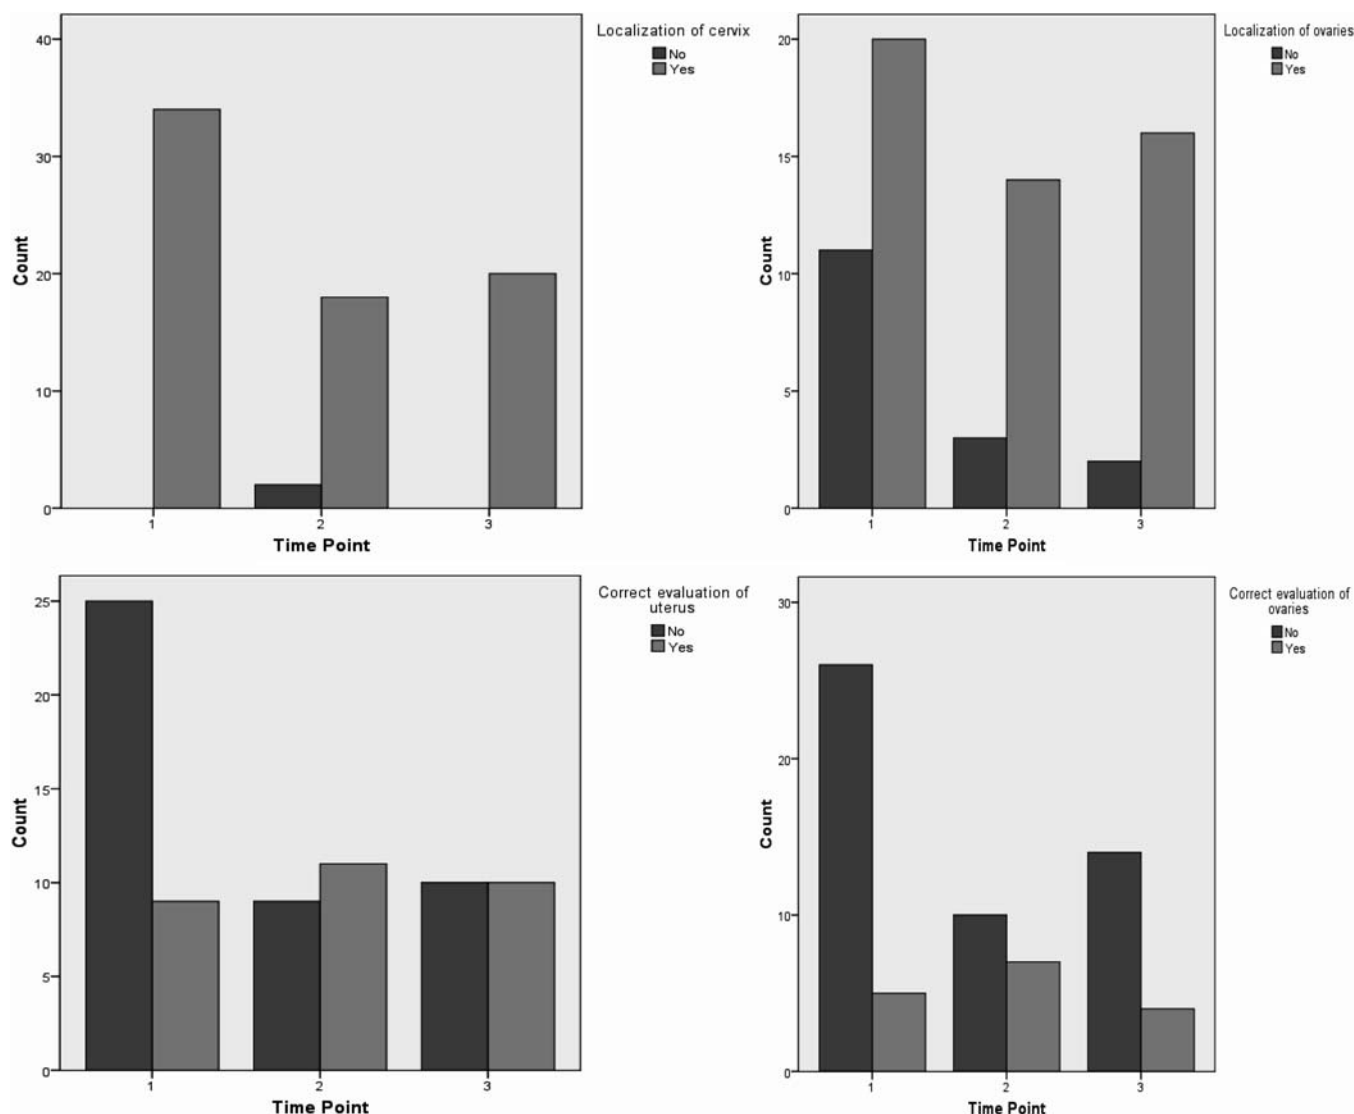 Localization of cervix
No
Yes
40
30
20
10
0
Count
1
2
3
Time Point
Localization of ovaries
No
Yes
20
15
10
5
0
Count
1
2
3
Time Point
Correct evaluation of
uterus
No
Yes
25
20
15
10
5
0
Count
1
2
3
Time Point
Correct evaluation of
ovaries
No
Yes
30
20
10
0
Count
1
2
3
Time Point